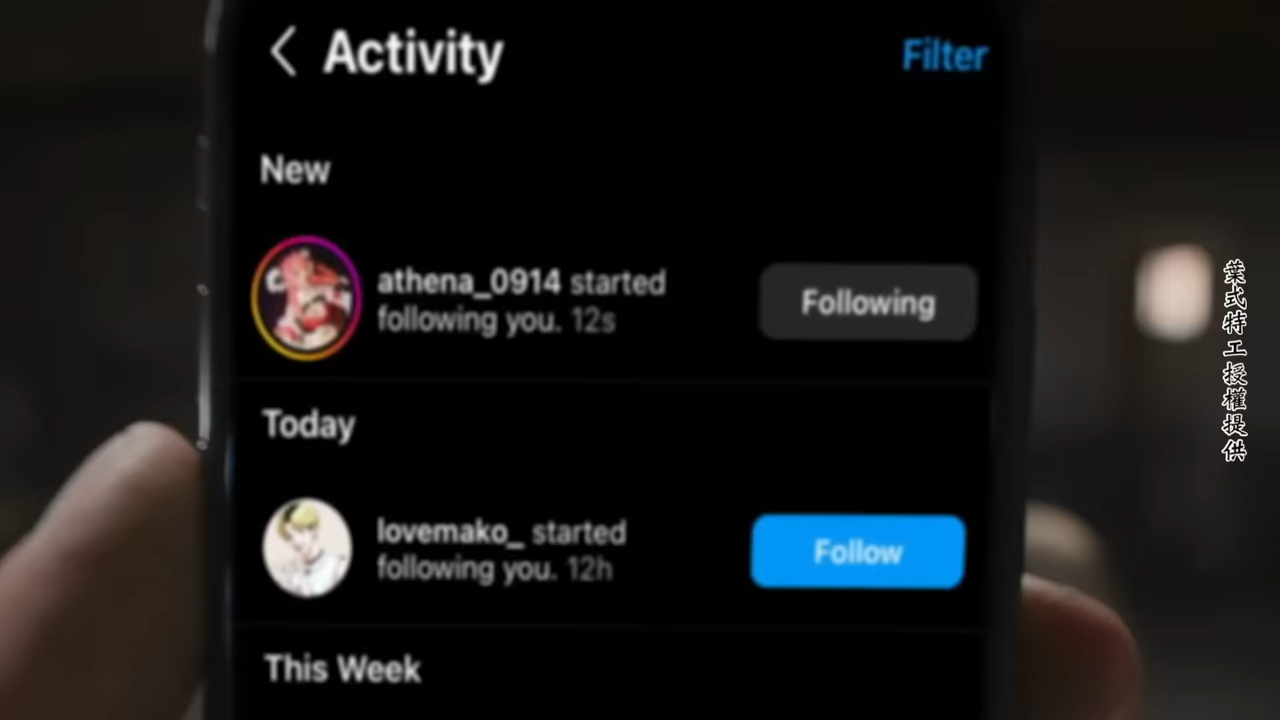 Activity
Filter
New
athena_0914 started
following you. 12s
Following
Today
lovemako_ started
following you. 12h
Follow
This Week
葉式特工授權提供